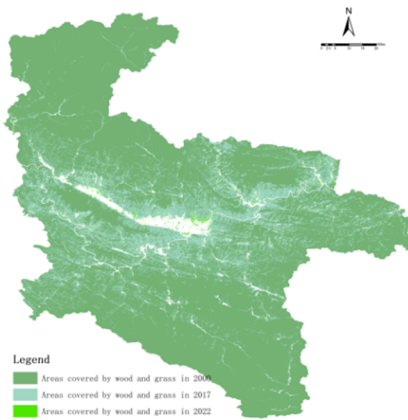 N
Legend
Areas covered by wood and grass in 2000
Areas covered by wood and grass in 2017
Areas covered by wood and grass in 2022